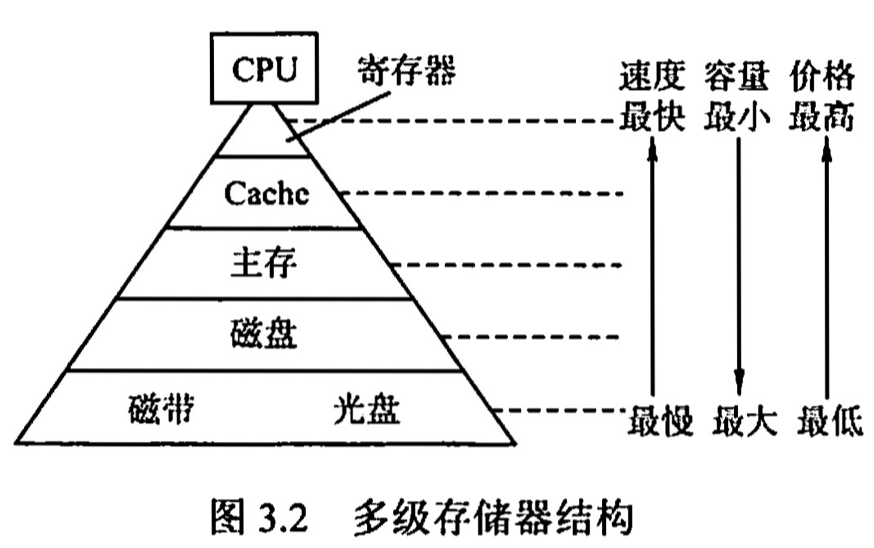 CPU
寄存器
速度 容量 价格
最快 最小 最高
Cache
主存
磁盘
磁带 光盘
最慢 最大 最低
图 3.2 多级存储器结构